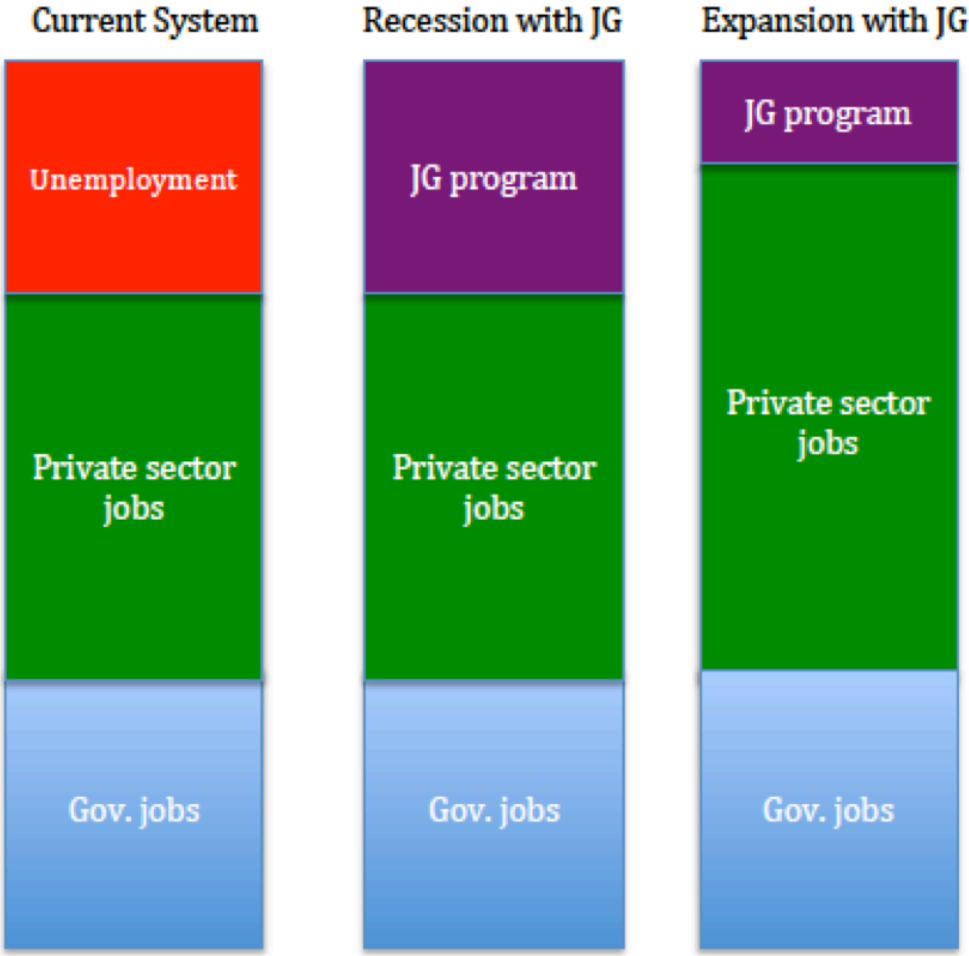 Current System
Recession with JG
Expansion with JG
Unemployment
Private sector
jobs
Gov. jobs
JG program
Private sector
jobs
Gov. jobs
JG program
Private sector
jobs
Gov. jobs